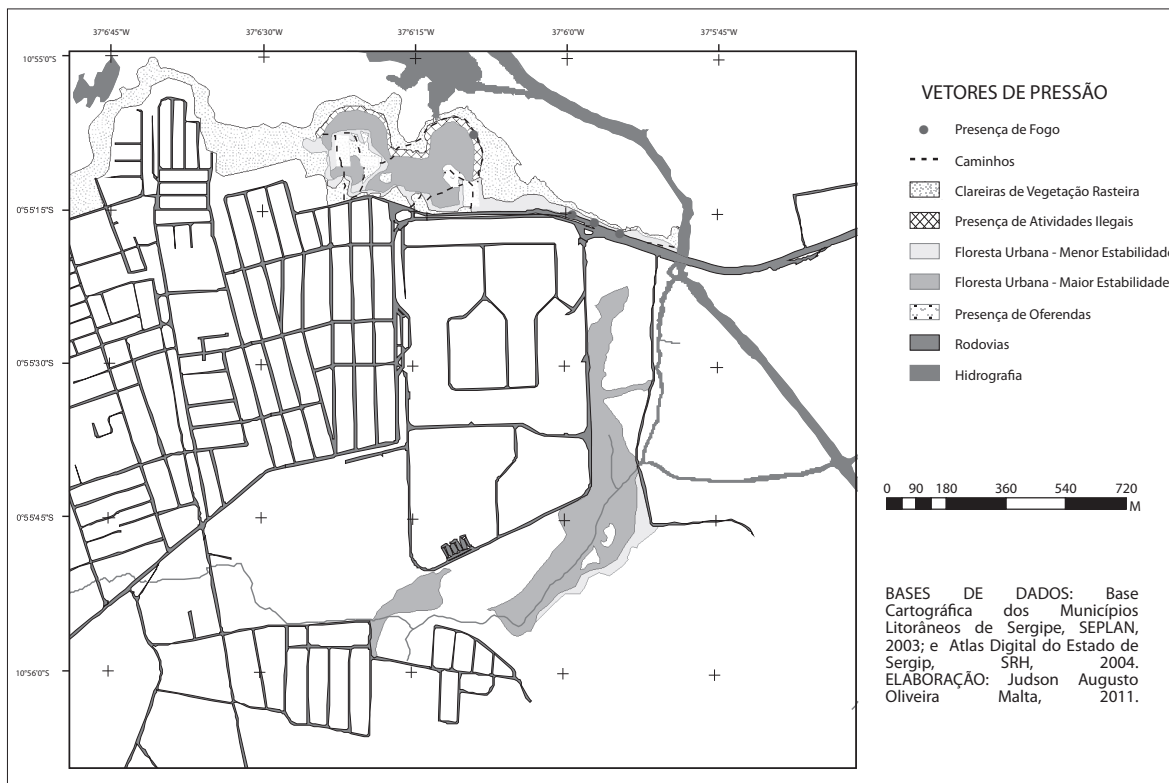 37°6'45"W 37°6'30"W 37°6'15"W 37°6'0"W 37°5'45"W
10°55'0"S
0°55'15"S
0°55'30"S
0°55'45"S
10°56'0"S
VETORES DE PRESSÃO
Presença de Fogo
Caminhos
Clareiras de Vegetação Rasteira
Presença de Atividades Ilegais
Floresta Urbana - Menor Estabilidade
Floresta Urbana - Maior Estabilidade
Presença de Oferendas
Rodovias
Hidrografia
0 90 180 360 540 720
M
BASES DE DADOS: Base
Cartográfica dos Municípios
Litorâneos de Sergipe, SEPLAN,
2003; e Atlas Digital do Estado de
Sergip, SRH, 2004.
ELABORAÇÃO: Judson Augusto
Oliveira Malta, 2011.